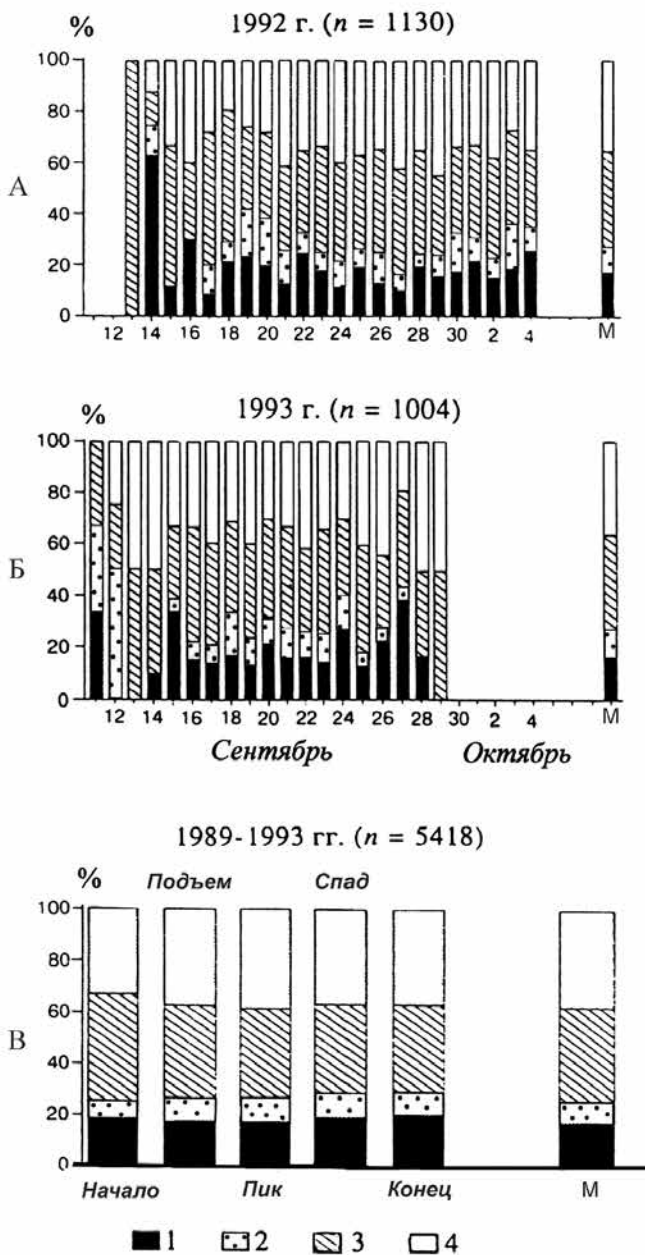 1992 г. (n = 1130)
%
100
80
60
40
20
0
А
12 14 16 18 20 22 24 26 28 30 2 4 М
1993 г. (n = 1004)
%
100
80
60
40
20
0
Б
12 14 16 18 20 22 24 26 28 30 2 4 М
Сентябрь Октябрь
1989-1993 гг. (n = 5418)
% Подъем Спад
100
80
60
40
20
0
В
Начало Пик Конец М
1 2 3 4